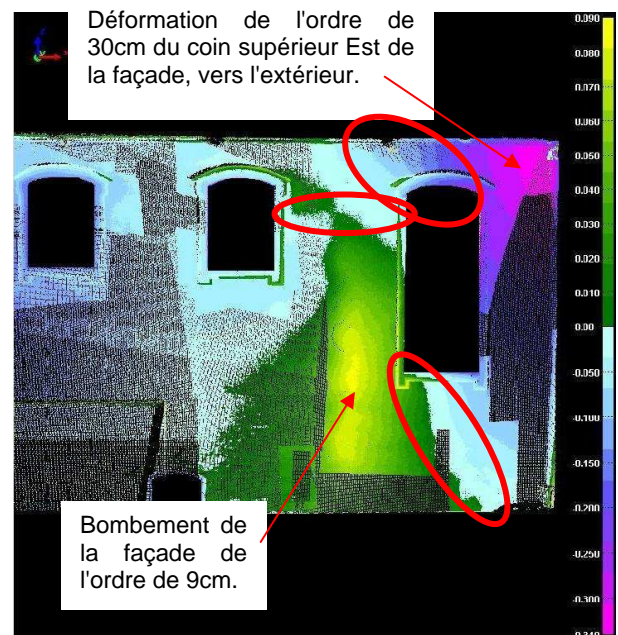 Déformation de l'ordre de
30cm du coin supérieur Est de
la façade, vers l'extérieur.
0.090
0.080
0.070
0.060
0.050
0.040
0.030
0.020
0.010
0.00
-0.050
-0.100
-0.150
-0.200
-0.250
-0.300
-0.340
Bombement de
la façade de
l'ordre de 9cm.